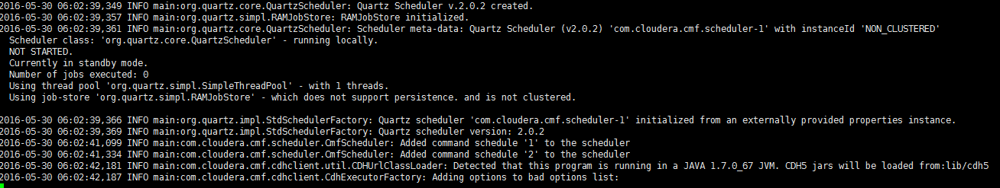 2016-05-30 06:02:39,349 INFO main:org.quartz.core.QuartzScheduler: Quartz Scheduler v.2.0.2 created.
2016-05-30 06:02:39,357 INFO main:org.quartz.simpl.RAMJobStore: RAMJobStore initialized.
2016-05-30 06:02:39,361 INFO main:org.quartz.core.QuartzScheduler: Scheduler meta-data: Quartz Scheduler (v2.0.2) 'com.cloudera.cmf.scheduler-1' with instanceId 'NON_CLUSTERED'
Scheduler class: 'org.quartz.core.QuartzScheduler' - running locally.
NOT STARTED.
Currently in standby mode.
Number of jobs executed: 0
Using thread pool 'org.quartz.simpl.SimpleThreadPool' - with 1 threads.
Using job-store 'org.quartz.simpl.RAMJobStore' - which does not support persistence. and is not clustered.
2016-05-30 06:02:39,366 INFO main:org.quartz.impl.StdSchedulerFactory: Quartz scheduler 'com.cloudera.cmf.scheduler-1' initialized from an externally provided properties instance.
2016-05-30 06:02:39,369 INFO main:org.quartz.impl.StdSchedulerFactory: Quartz scheduler version: 2.0.2
2016-05-30 06:02:41,099 INFO main:com.cloudera.cmf.scheduler.CmfScheduler: Added command schedule '1' to the scheduler
2016-05-30 06:02:41,334 INFO main:com.cloudera.cmf.scheduler.CmfScheduler: Added command schedule '2' to the scheduler
2016-05-30 06:02:42,181 INFO main:com.cloudera.cmf.cdhclient.util.CDHUrlClassLoader: Detected that this program is running in a JAVA 1.7.0_67 JVM. CDH5 jars will be loaded from:lib/cdh5
2016-05-30 06:02:42,187 INFO main:com.cloudera.cmf.cdhclient.CdhExecutorFactory: Adding options to bad options list: